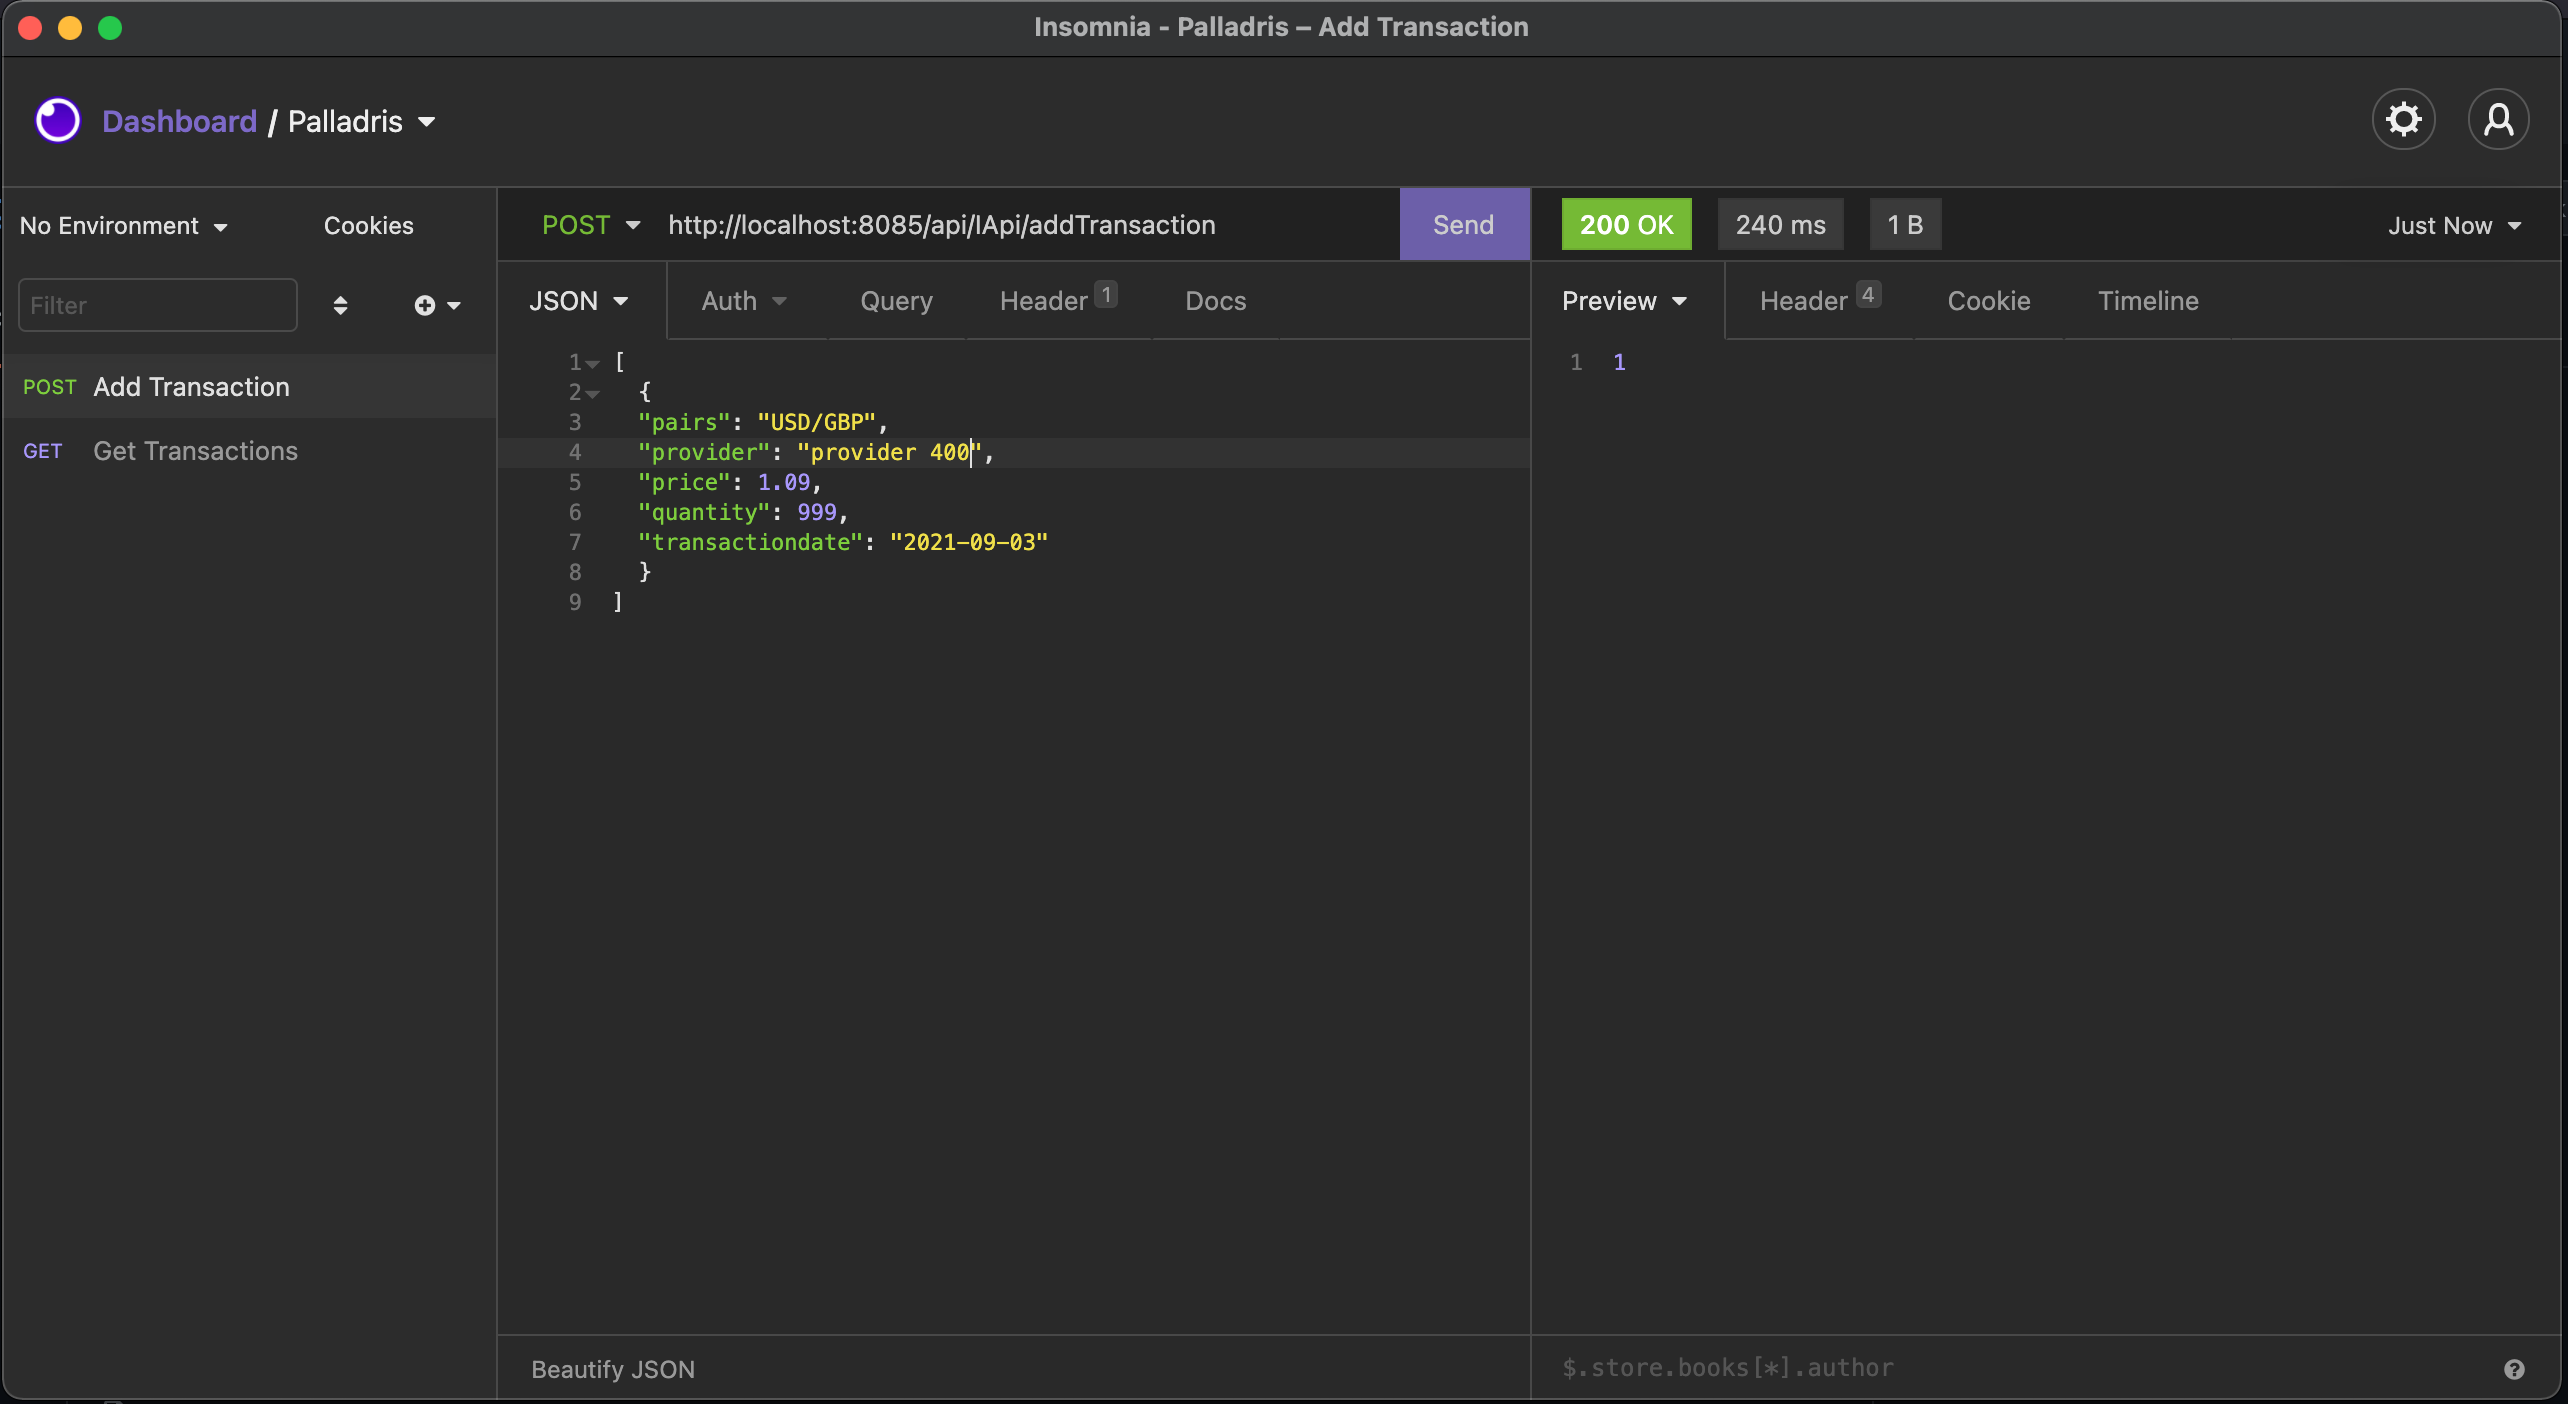 Insomnia - Palladris – Add Transaction
Dashboard / Palladris
No Environment
Cookies
Filter
POST Add Transaction
GET Get Transactions
POST http://localhost:8085/api/IApi/addTransaction Send
JSON Auth Query Header 1 Docs
1 [
2 {
3 "pairs": "USD/GBP",
4 "provider": "provider 400",
5 "price": 1.09,
6 "quantity": 999,
7 "transactiondate": "2021-09-03"
8 }
9 ]
Beautify JSON
200 OK 240 ms 1 B Just Now
Preview Header 4 Cookie Timeline
1 1
$.store.books[*].author